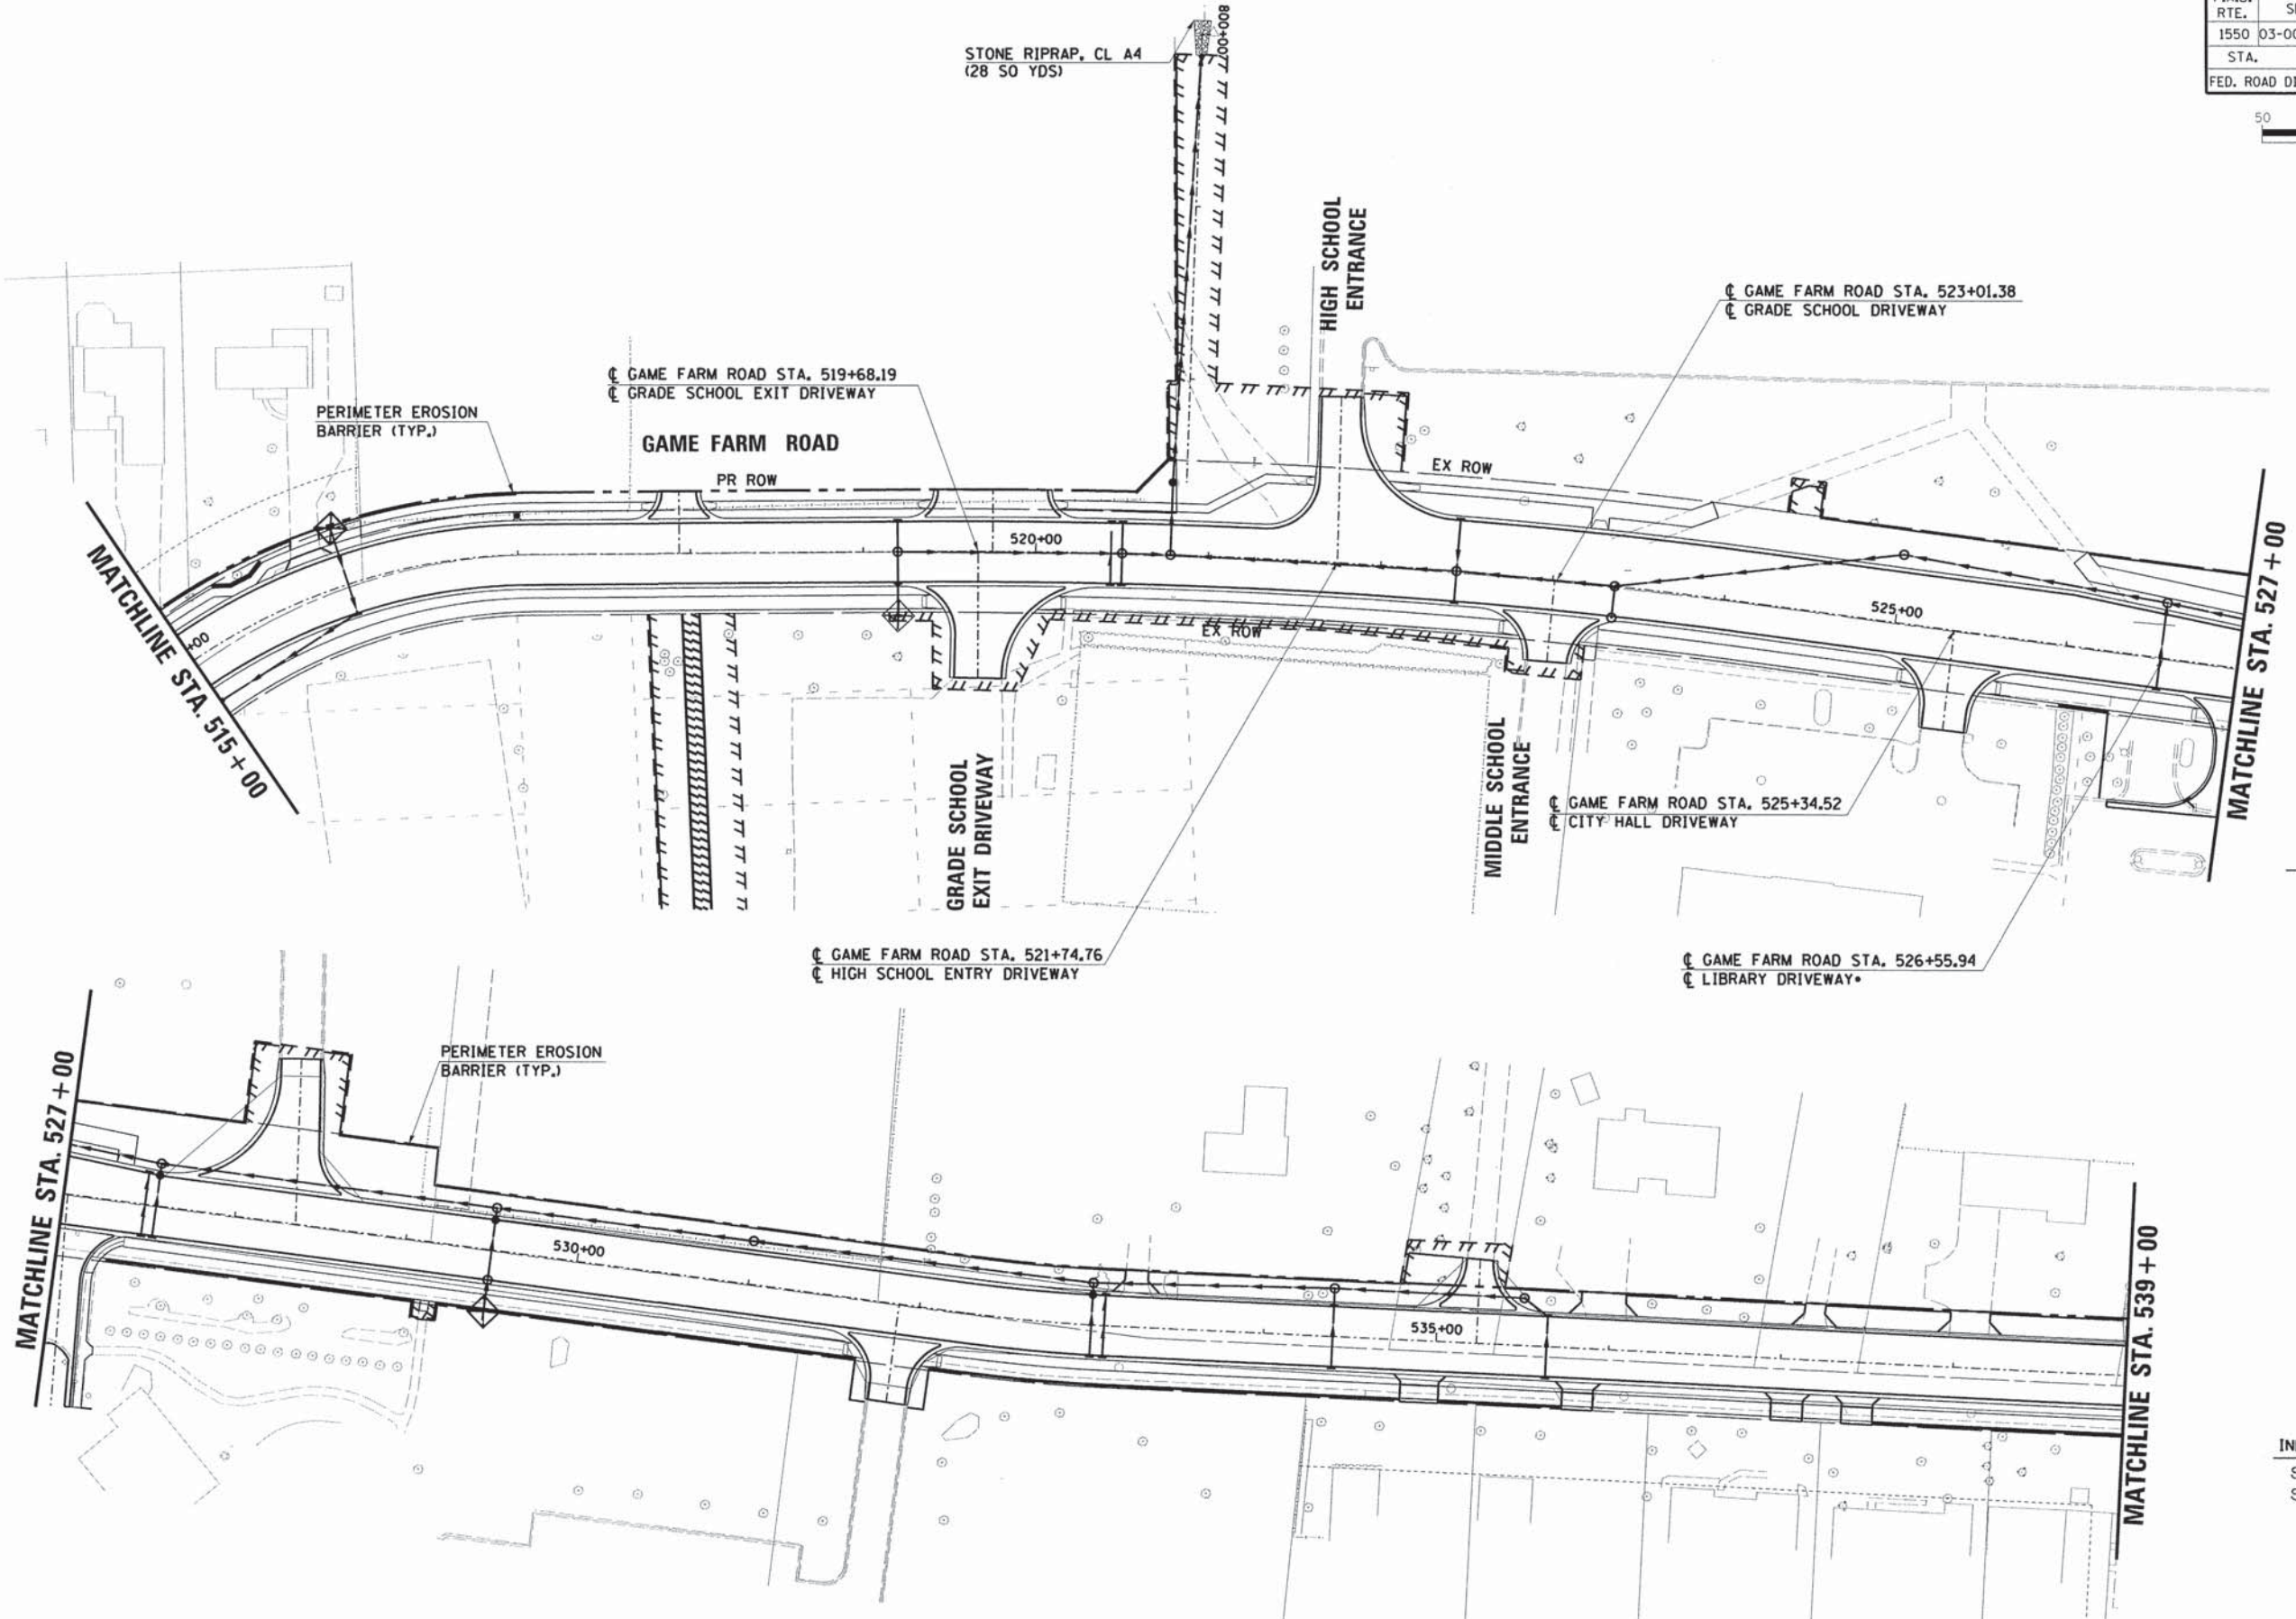 RTE.
1550 03-00
STA.
FED. ROAD DI
50
800+00
STONE RIPRAP, CL A4
(28 SQ YDS)
HIGH SCHOOL
ENTRANCE
℄ GAME FARM ROAD STA. 523+01.38
℄ GRADE SCHOOL DRIVEWAY
℄ GAME FARM ROAD STA. 519+68.19
℄ GRADE SCHOOL EXIT DRIVEWAY
PERIMETER EROSION
BARRIER (TYP.)
GAME FARM ROAD
PR ROW
EX ROW
520+00
525+00
EX ROW
+00
MATCHLINE STA. 515+00
MATCHLINE STA. 527+00
GRADE SCHOOL
EXIT DRIVEWAY
MIDDLE SCHOOL
ENTRANCE
℄ GAME FARM ROAD STA. 525+34.52
℄ CITY HALL DRIVEWAY
℄ GAME FARM ROAD STA. 521+74.76
℄ HIGH SCHOOL ENTRY DRIVEWAY
℄ GAME FARM ROAD STA. 526+55.94
℄ LIBRARY DRIVEWAY•
PERIMETER EROSION
BARRIER (TYP.)
MATCHLINE STA. 527+00
530+00
535+00
MATCHLINE STA. 539+00